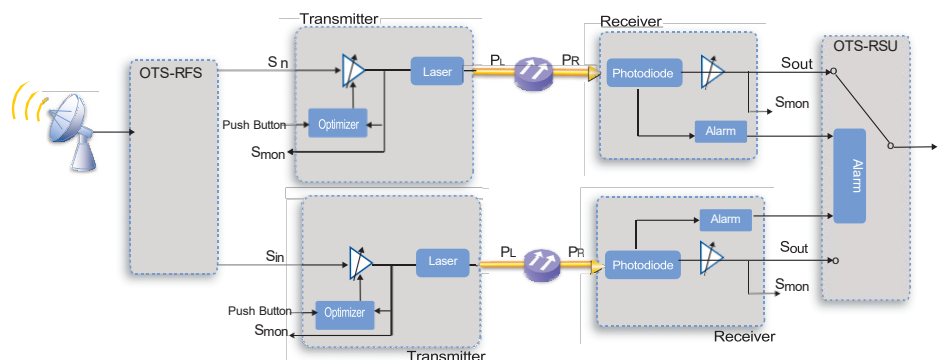 Transmitter
Receiver
OTS-RFS
S n
Laser
PL
PR
Photodiode
Sout
OTS-RSU
Push Button
Optimizer
Smon
Smon
Alarm
Alarm
Sin
Laser
PL
PR
Photodiode
Alarm
Sout
Push Button
Optimizer
Smon
Smon
Receiver
Transmitter